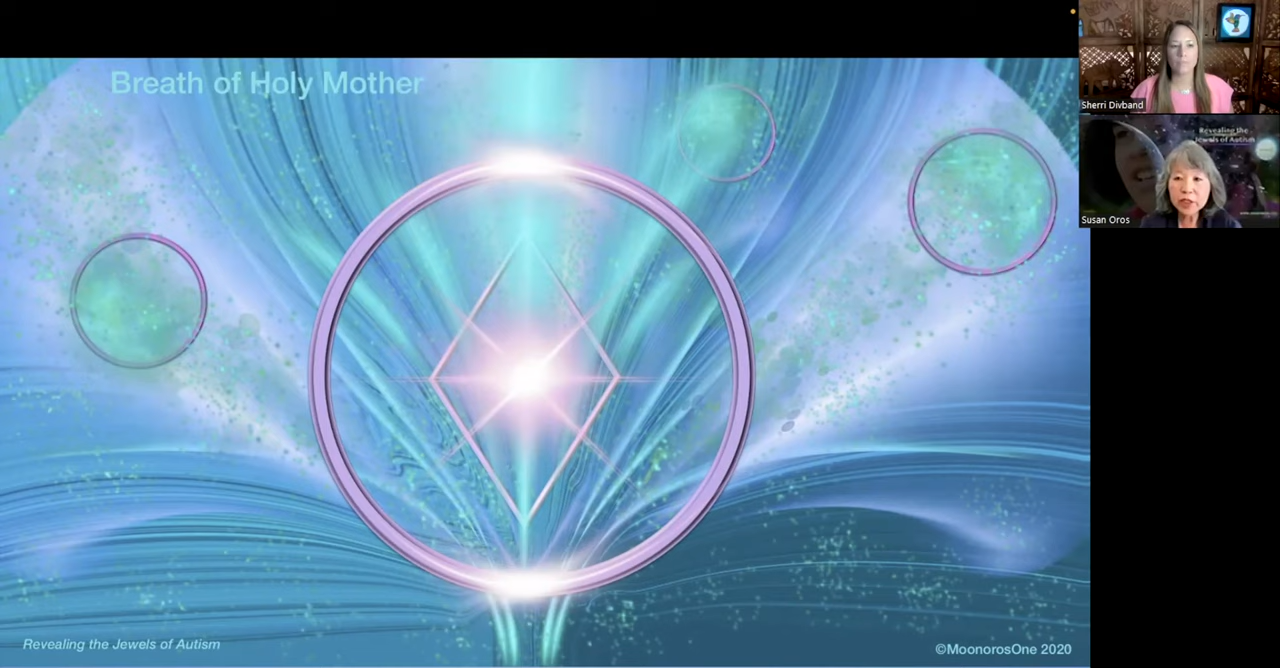 Breath of Holy Mother
Sherri Divband
Revealing the
Jewels of Autism
Susan Oros
Revealing the Jewels of Autism
©MoonorosOne 2020